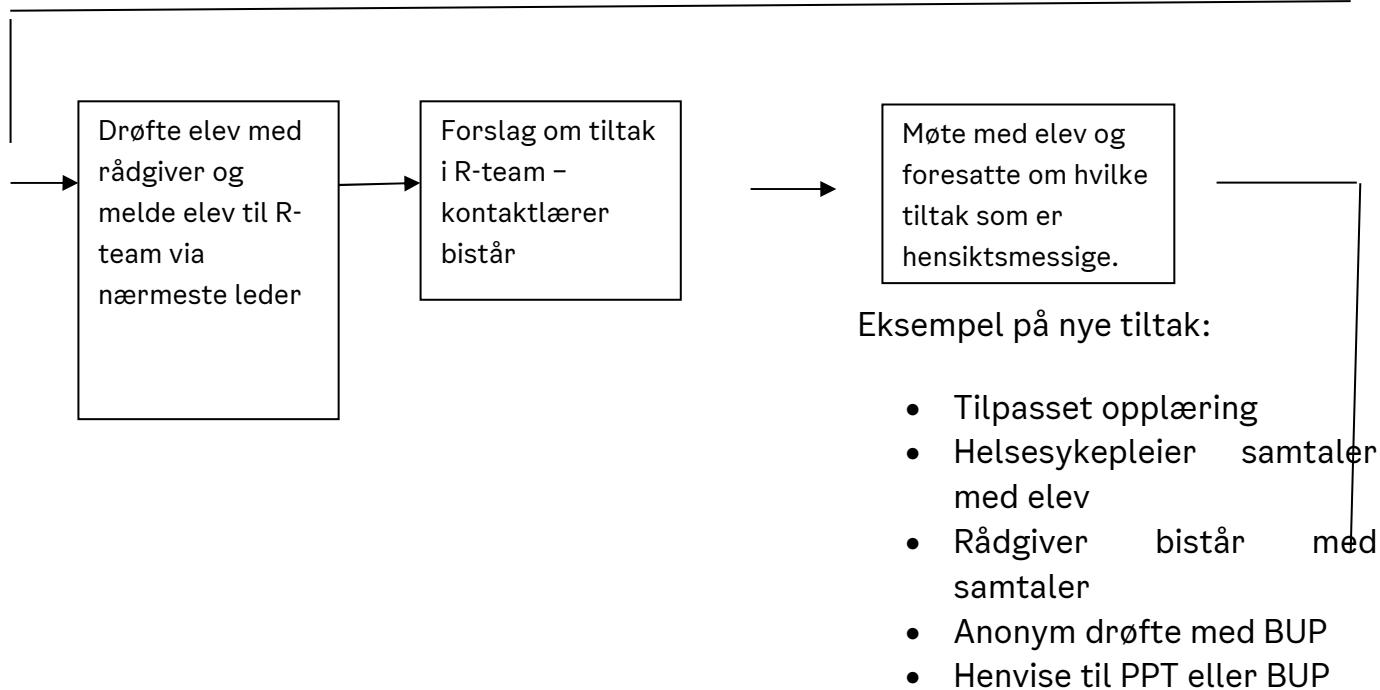 Drøfte elev med
rådgiver og
melde elev til R-
team via
nærmeste leder
Forslag om tiltak
i R-team –
kontaktlærer
bistår
Møte med elev og
foresatte om hvilke
tiltak som er
hensiktsmessige.
Eksempel på nye tiltak:
• Tilpasset opplæring
• Helsesykepleier samtaler
med elev
• Rådgiver bistår med
samtaler
• Anonym drøfte med BUP
• Henvise til PPT eller BUP